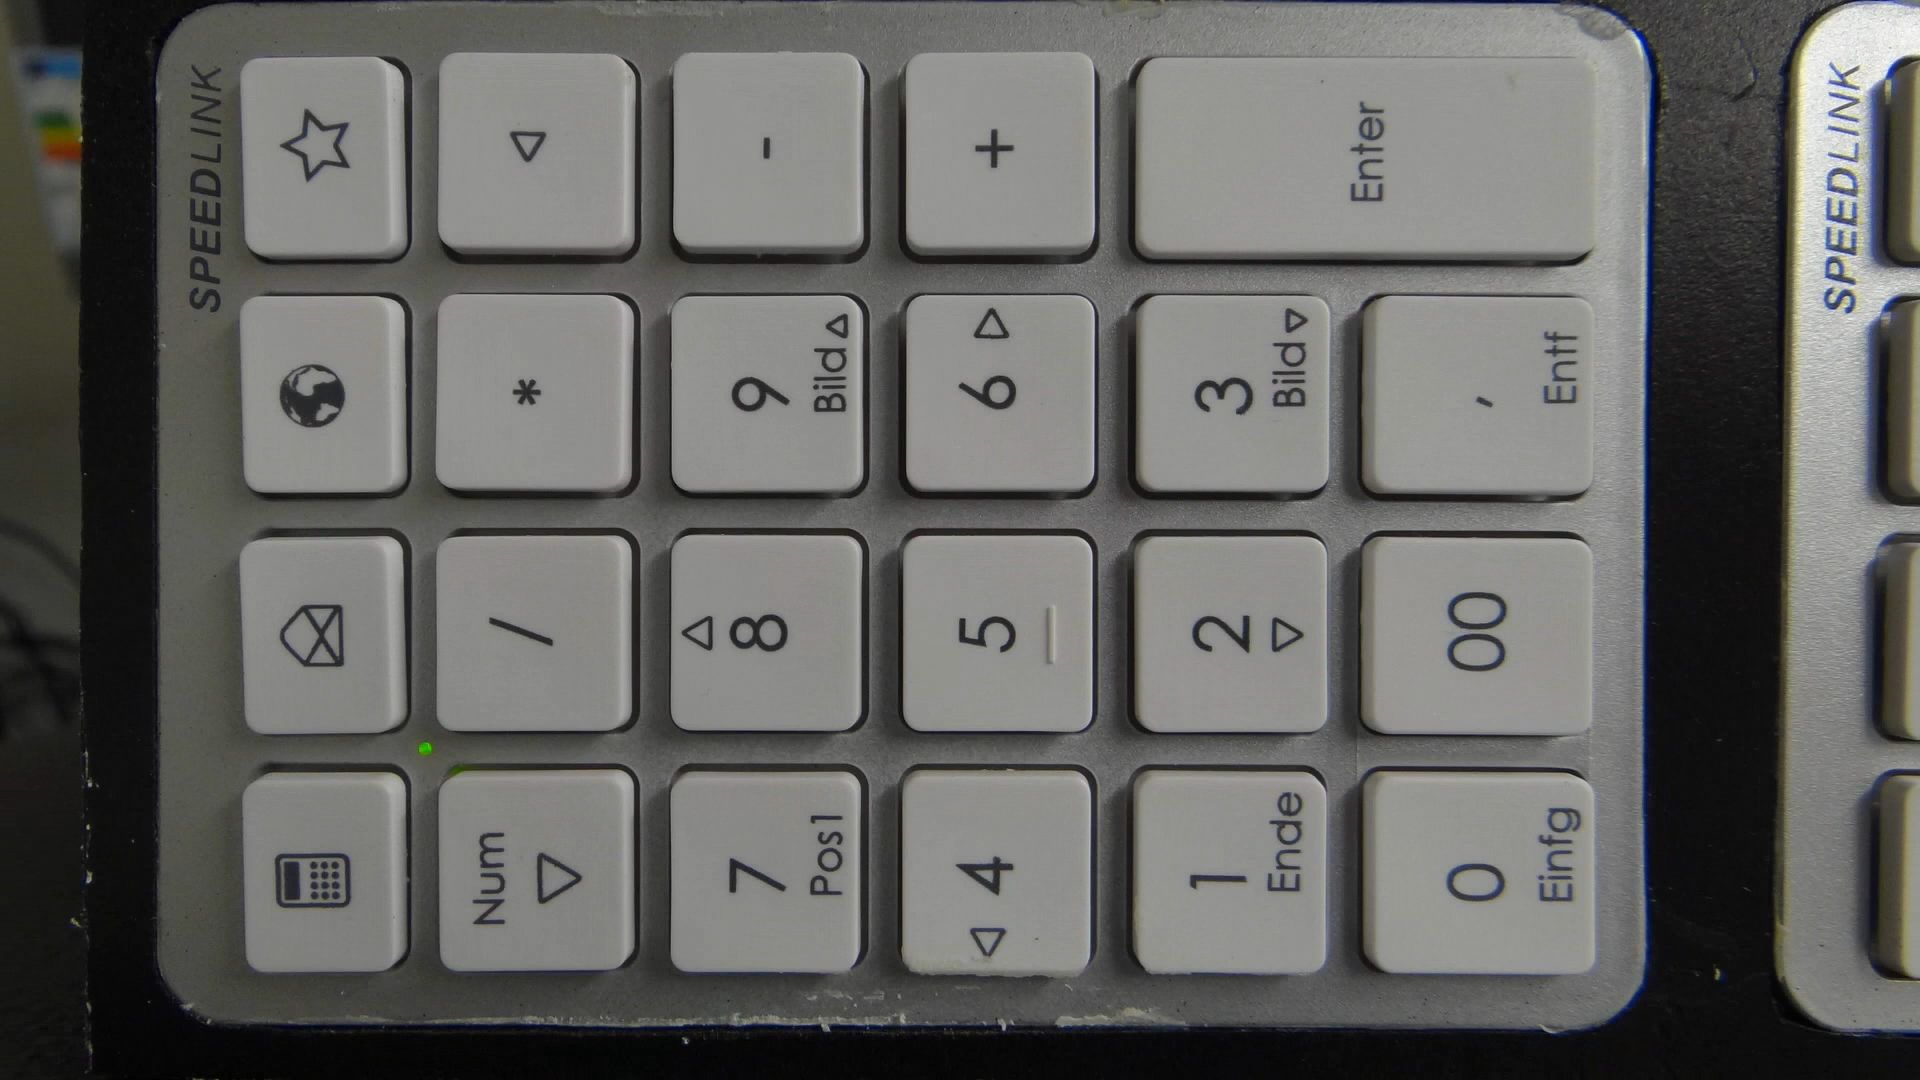 SPEEDLINK
Num
/
*
-
7
Pos1
8
9
Bild
+
4
5
6
1
Ende
2
3
Bild
Enter
0
Einfg
00
,
Entf
SPEEDLINK